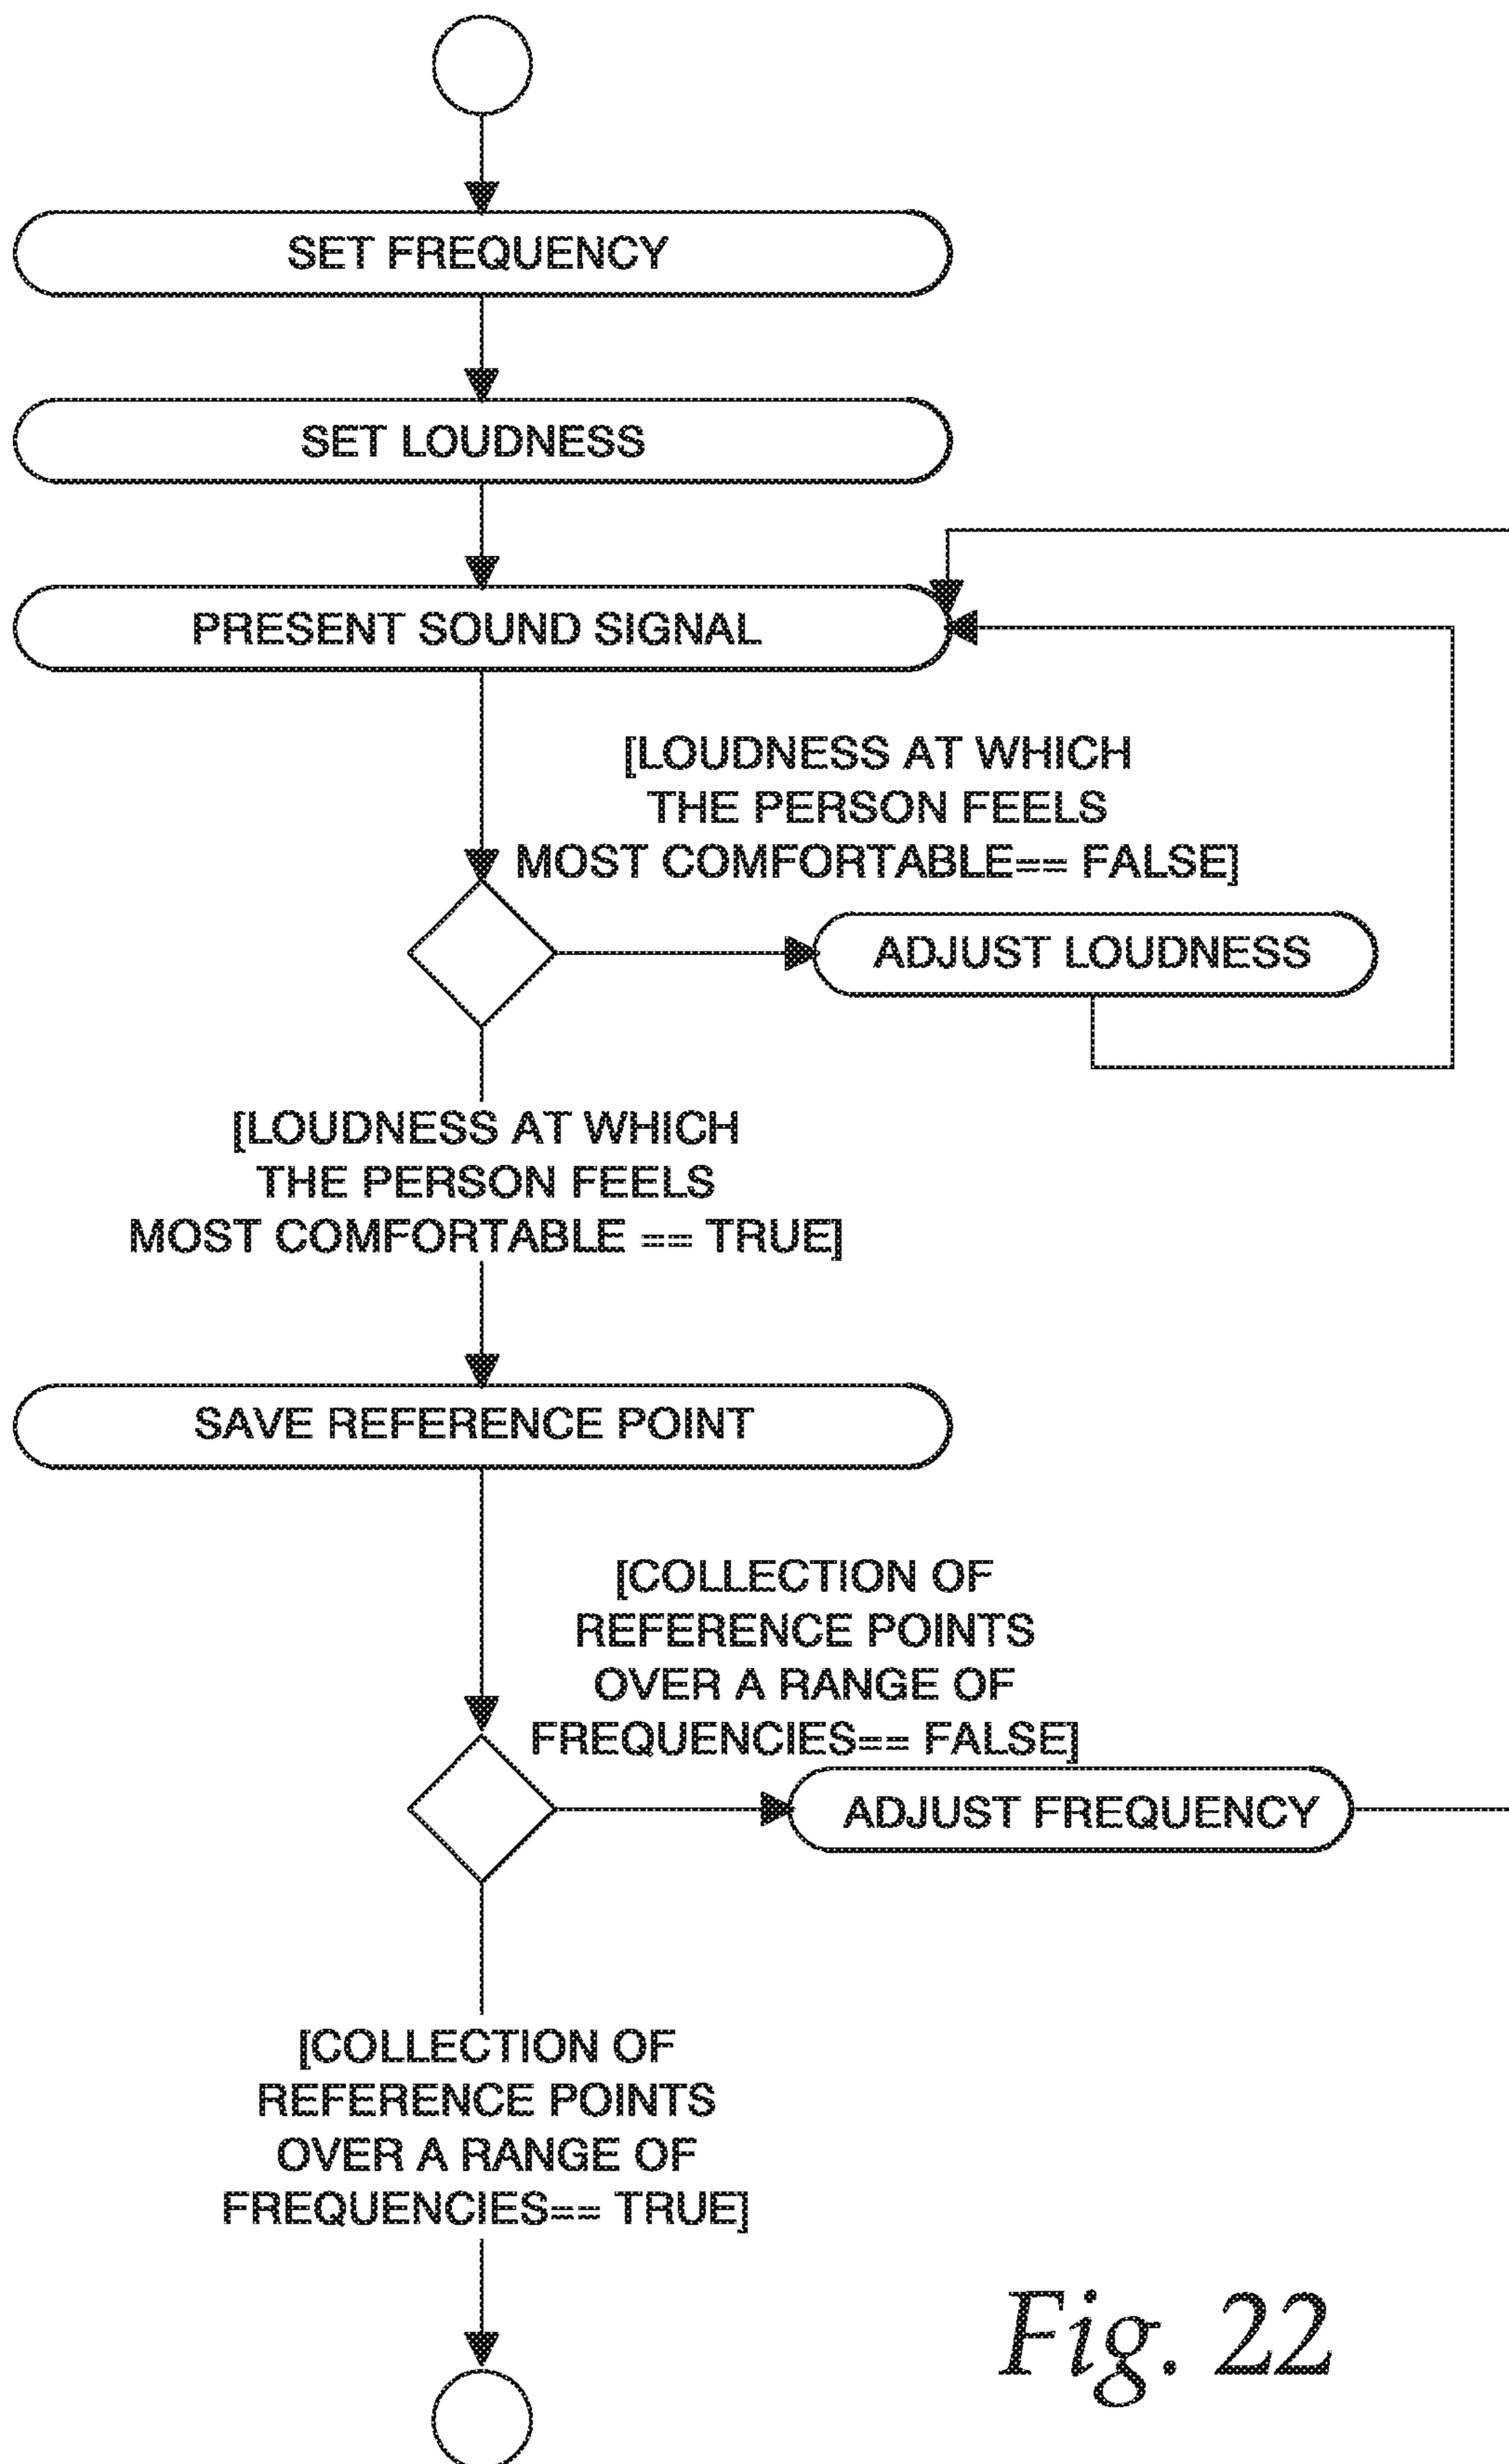 SET FREQUENCY
SET LOUDNESS
PRESENT SOUND SIGNAL
[LOUDNESS AT WHICH
THE PERSON FEELS
MOST COMFORTABLE== FALSE]
ADJUST LOUDNESS
[LOUDNESS AT WHICH
THE PERSON FEELS
MOST COMFORTABLE == TRUE]
SAVE REFERENCE POINT
[COLLECTION OF
REFERENCE POINTS
OVER A RANGE OF
FREQUENCIES== FALSE]
ADJUST FREQUENCY
[COLLECTION OF
REFERENCE POINTS
OVER A RANGE OF
FREQUENCIES== TRUE]
Fig. 22